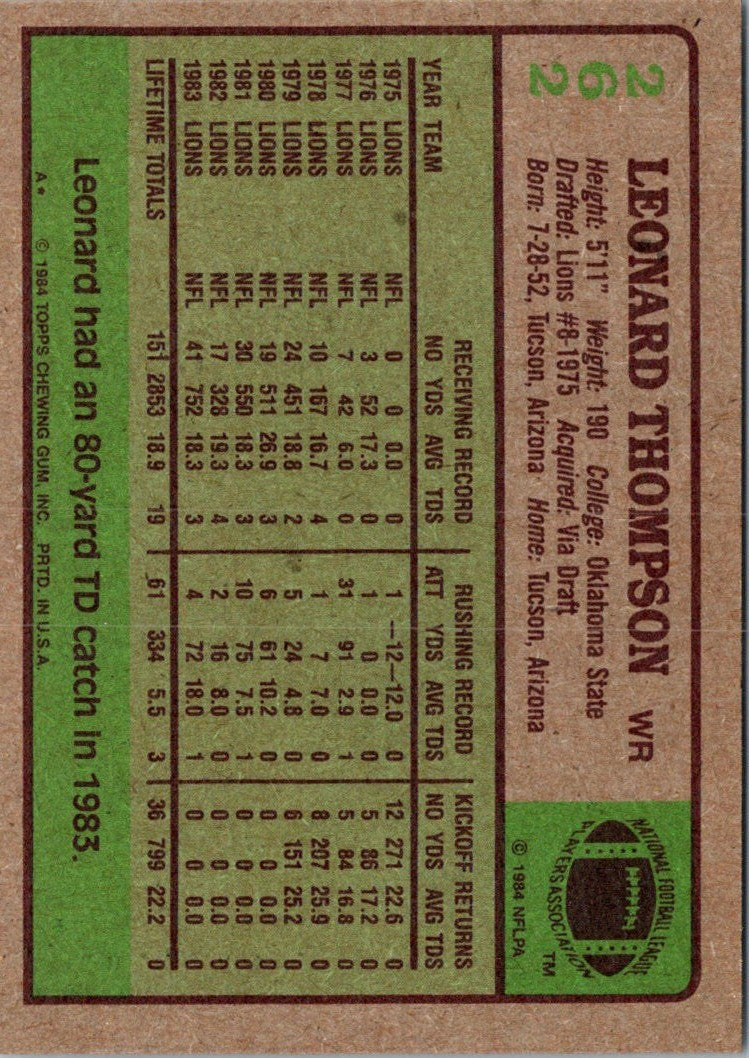 262
LEONARD THOMPSON WR
Height: 5'11" Weight: 190 College: Oklahoma State
Drafted: Lions #8-1975 Acquired: Via Draft
Born: 7-28-52, Tucson, Arizona Home: Tucson, Arizona
NATIONAL FOOTBALL LEAGUE
PLAYERS ASSOCIATION
TM
© 1984 NFLPA
RECEIVING RECORD RUSHING RECORD KICKOFF RETURNS
YEAR TEAM NO YDS AVG TDS ATT YDS AVG TDS NO YDS AVG TDS
1975 LIONS NFL 0 0 0.0 0 1 —12—12.0 0 12 271 22.6 0
1976 LIONS NFL 3 52 17.3 0 1 0 0.0 0 5 86 17.2 0
1977 LIONS NFL 7 42 6.0 0 31 91 2.9 1 5 84 16.8 0
1978 LIONS NFL 10 167 16.7 4 1 7 7.0 0 8 207 25.9 0
1979 LIONS NFL 24 451 18.8 2 5 24 4.8 0 6 151 25.2 0
1980 LIONS NFL 19 511 26.9 3 6 61 10.2 0 0 0 0.0 0
1981 LIONS NFL 30 550 18.3 3 10 75 7.5 1 0 0 0.0 0
1982 LIONS NFL 17 328 19.3 4 2 16 8.0 0 0 0 0.0 0
1983 LIONS NFL 41 752 18.3 3 4 72 18.0 1 0 0 0.0 0
LIFETIME TOTALS 151 2853 18.9 19 61 334 5.5 3 36 799 22.2 0
Leonard had an 80-yard TD catch in 1983.
A* © 1984 TOPPS CHEWING GUM, INC. PRTD. IN U.S.A.